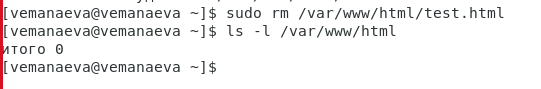 [vemanaeva@vemanaeva ~]$ sudo rm /var/www/html/test.html
[vemanaeva@vemanaeva ~]$ ls -l /var/www/html
итого 0
[vemanaeva@vemanaeva ~]$